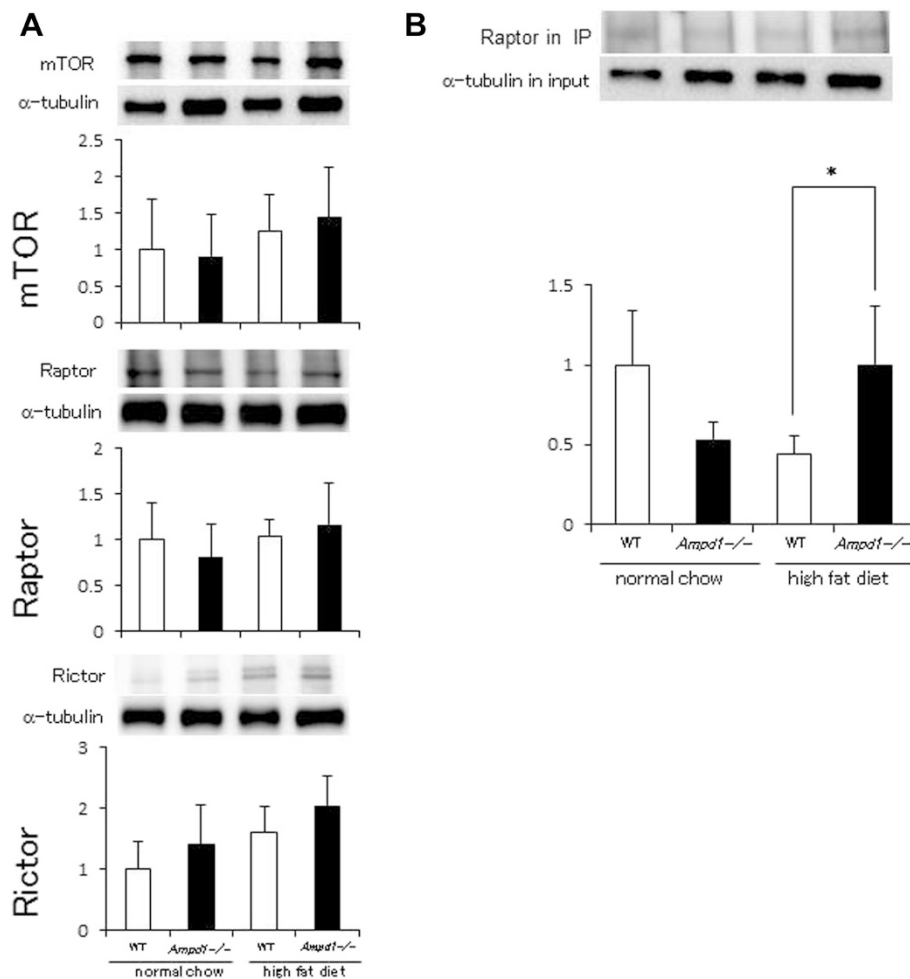 A
mTOR
α-tubulin
2.5
2
1.5
1
0.5
0
mTOR
Raptor
α-tubulin
2
1.5
1
0.5
0
Raptor
Rictor
α-tubulin
3
2
1
0
Rictor
WT Ampd1-/- WT Ampd1-/-
normal chow high fat diet
B
Raptor in IP
α-tubulin in input
*
1.5
1
0.5
0
WT Ampd1-/- WT Ampd1-/-
normal chow high fat diet